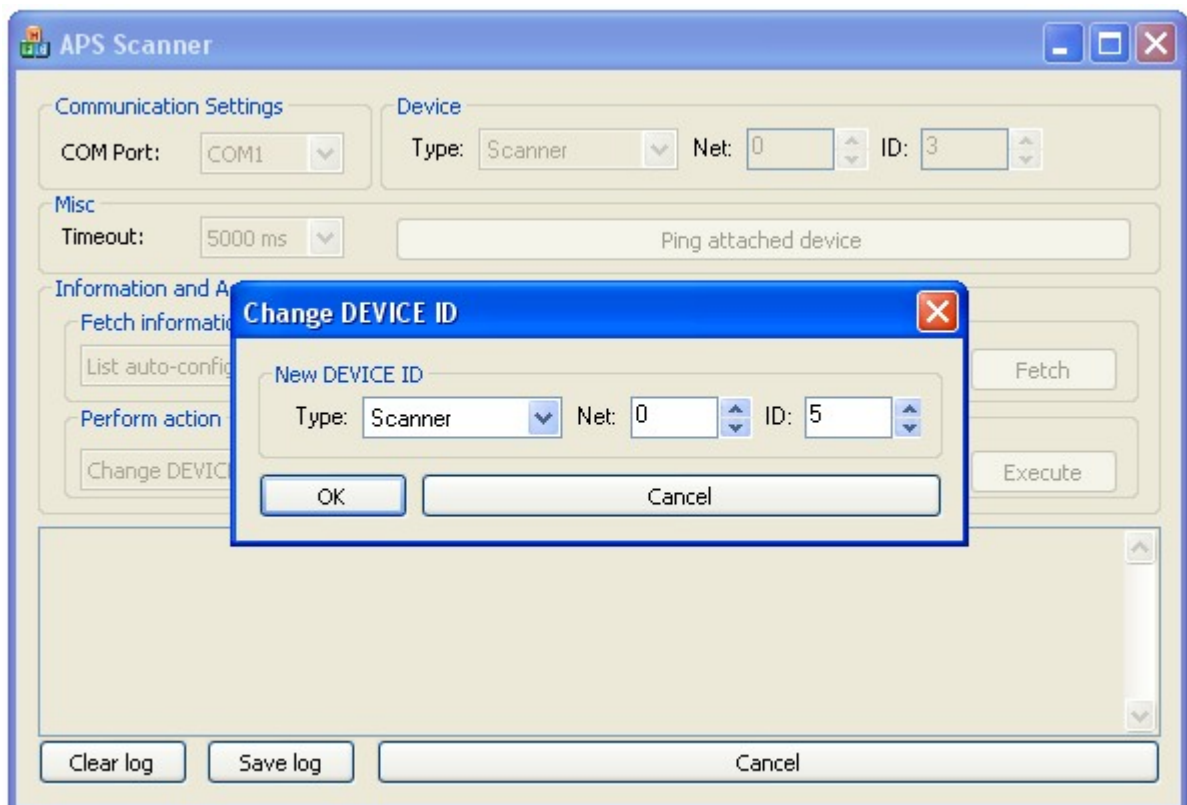 APS Scanner
Communication Settings
COM Port: COM1
Device
Type: Scanner Net: 0 ID: 3
Misc
Timeout: 5000 ms Ping attached device
Information and A
Fetch informatio
List auto-config Fetch
Perform action
Change DEVICE Execute
Change DEVICE ID
New DEVICE ID
Type: Scanner Net: 0 ID: 5
OK Cancel
Clear log Save log Cancel